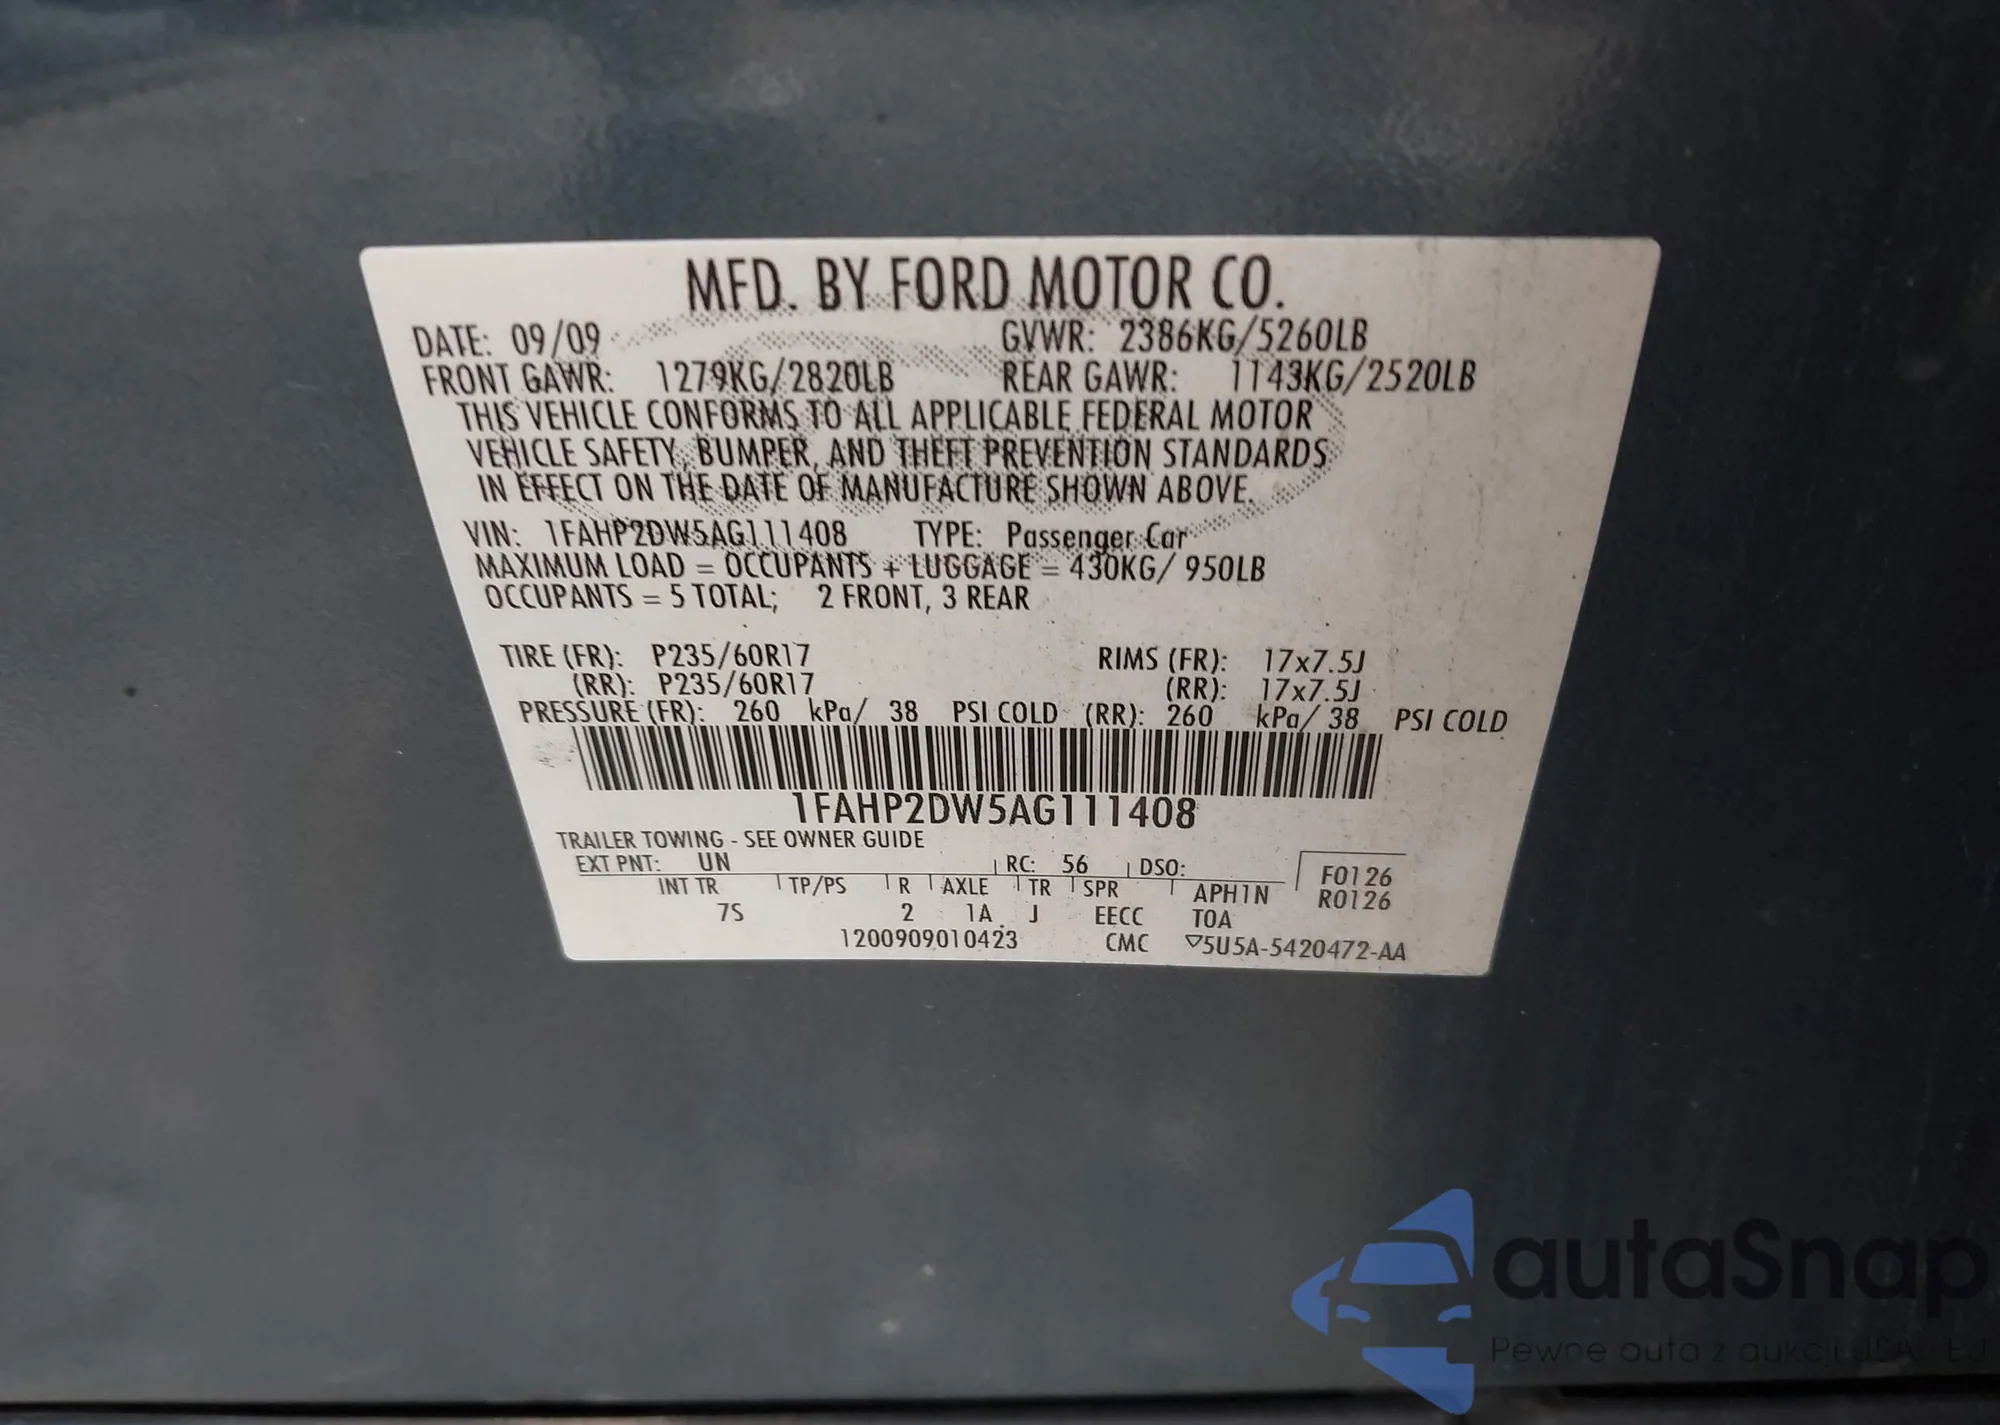 MFD. BY FORD MOTOR CO.
DATE: 09/09 GVWR: 2386KG/5260LB
FRONT GAWR: 1279KG/2820LB REAR GAWR: 1143KG/2520LB
THIS VEHICLE CONFORMS TO ALL APPLICABLE FEDERAL MOTOR
VEHICLE SAFETY, BUMPER, AND THEFT PREVENTION STANDARDS
IN EFFECT ON THE DATE OF MANUFACTURE SHOWN ABOVE.
VIN: 1FAHP2DW5AG111408 TYPE: Passenger Car
MAXIMUM LOAD = OCCUPANTS + LUGGAGE = 430KG/ 950LB
OCCUPANTS = 5 TOTAL; 2 FRONT, 3 REAR
TIRE (FR): P235/60R17 RIMS (FR): 17x7.5J
(RR): P235/60R17 (RR): 17x7.5J
PRESSURE (FR): 260 kPa/ 38 PSI COLD (RR): 260 kPa/ 38 PSI COLD
1FAHP2DW5AG111408
TRAILER TOWING - SEE OWNER GUIDE
EXT PNT: UN RC: 56 DSO: F0126
INT TR TP/PS R AXLE TR SPR APH1N R0126
7S 2 1A J EECC TOA
1200909010423 CMC ▽5U5A-5420472-AA
autaSnap
Pewne auta z aukcji USA i EU